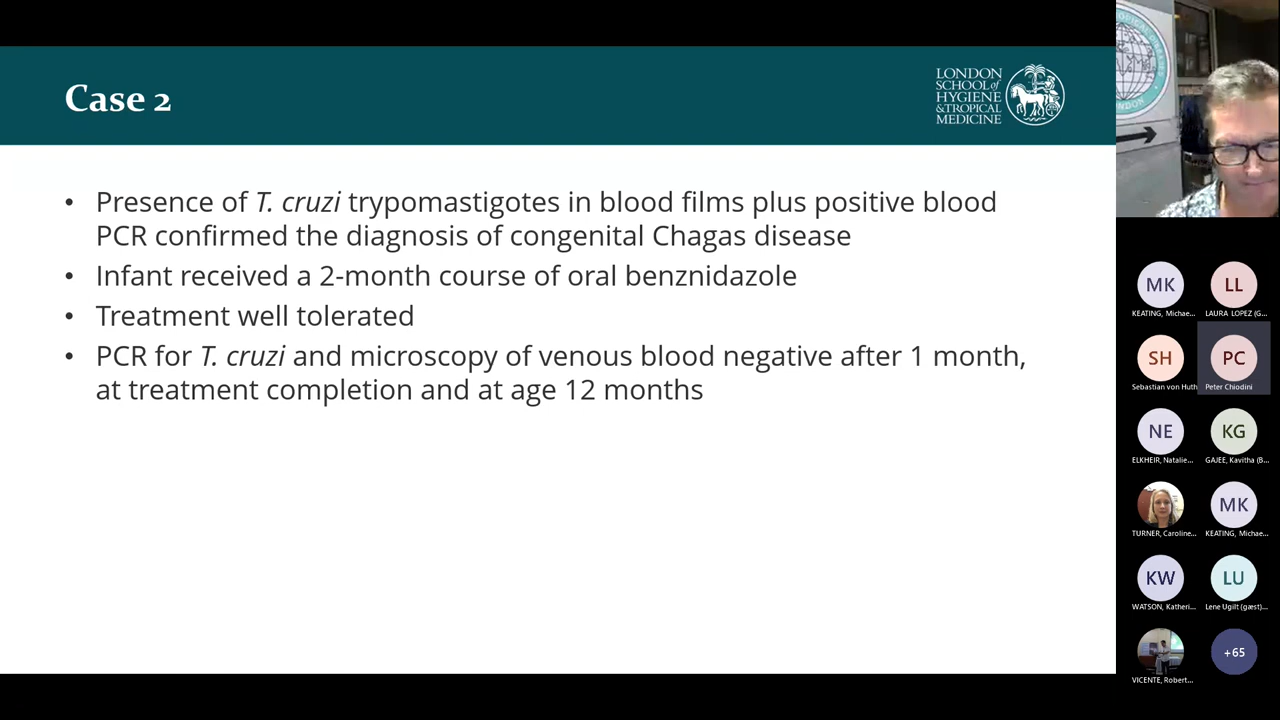 Case 2
LONDON
SCHOOL of
HYGIENE
& TROPICAL
MEDICINE
• Presence of T. cruzi trypomastigotes in blood films plus positive blood
PCR confirmed the diagnosis of congenital Chagas disease
• Infant received a 2-month course of oral benznidazole
• Treatment well tolerated
• PCR for T. cruzi and microscopy of venous blood negative after 1 month,
at treatment completion and at age 12 months
MK
LL
KEATING, Michae...
LAURA LOPEZ (G...
SH
PC
Sebastian von Huth
Peter Chiodini
NE
KG
ELKHEIR, Natalie...
GAJEE, Kavitha (B...
MK
TURNER, Caroline...
KEATING, Michae...
KW
LU
WATSON, Katheri...
Lene Ugilt (gæst)...
+65
VICENTE, Robert...